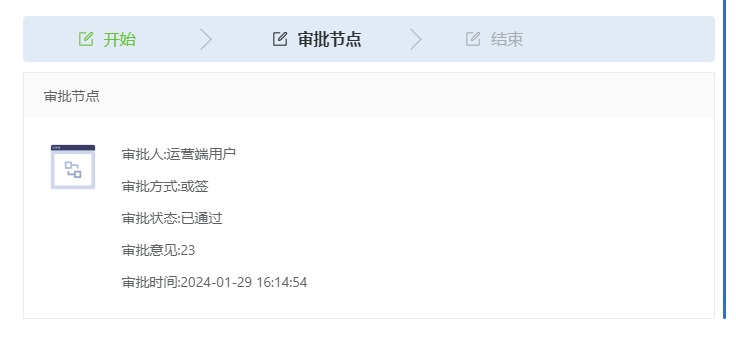 开始 审批节点 结束
审批节点
审批人:运营端用户
审批方式:或签
审批状态:已通过
审批意见:23
审批时间:2024-01-29 16:14:54